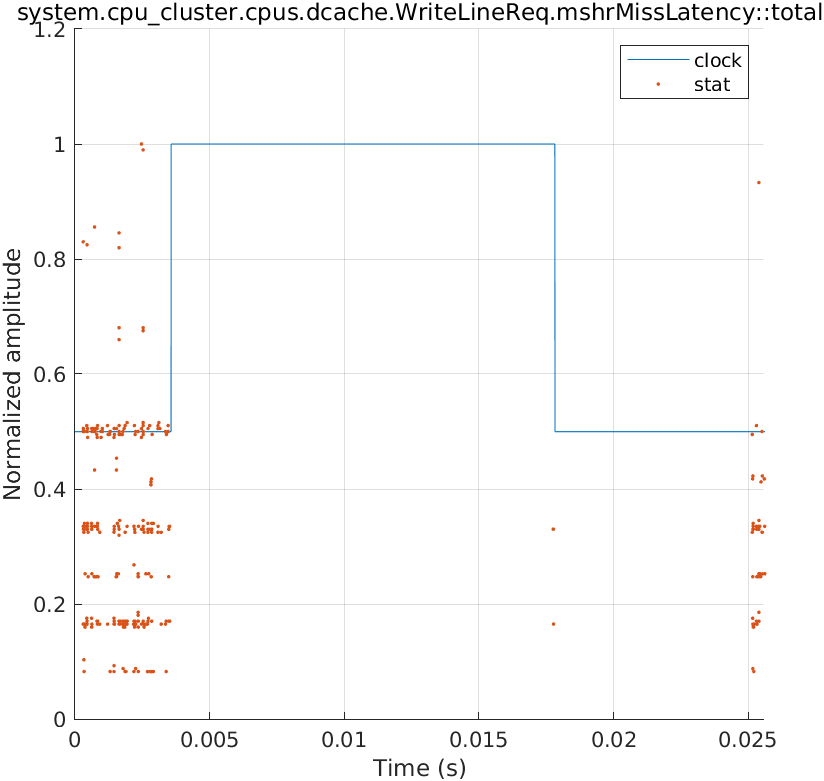 system.cpu_cluster.cpus.dcache.WriteLineReq.mshrMissLatency::total
1.2
1
0.8
0.6
0.4
0.2
0
Normalized amplitude
clock
stat
0
0.005
0.01
0.015
0.02
0.025
Time (s)